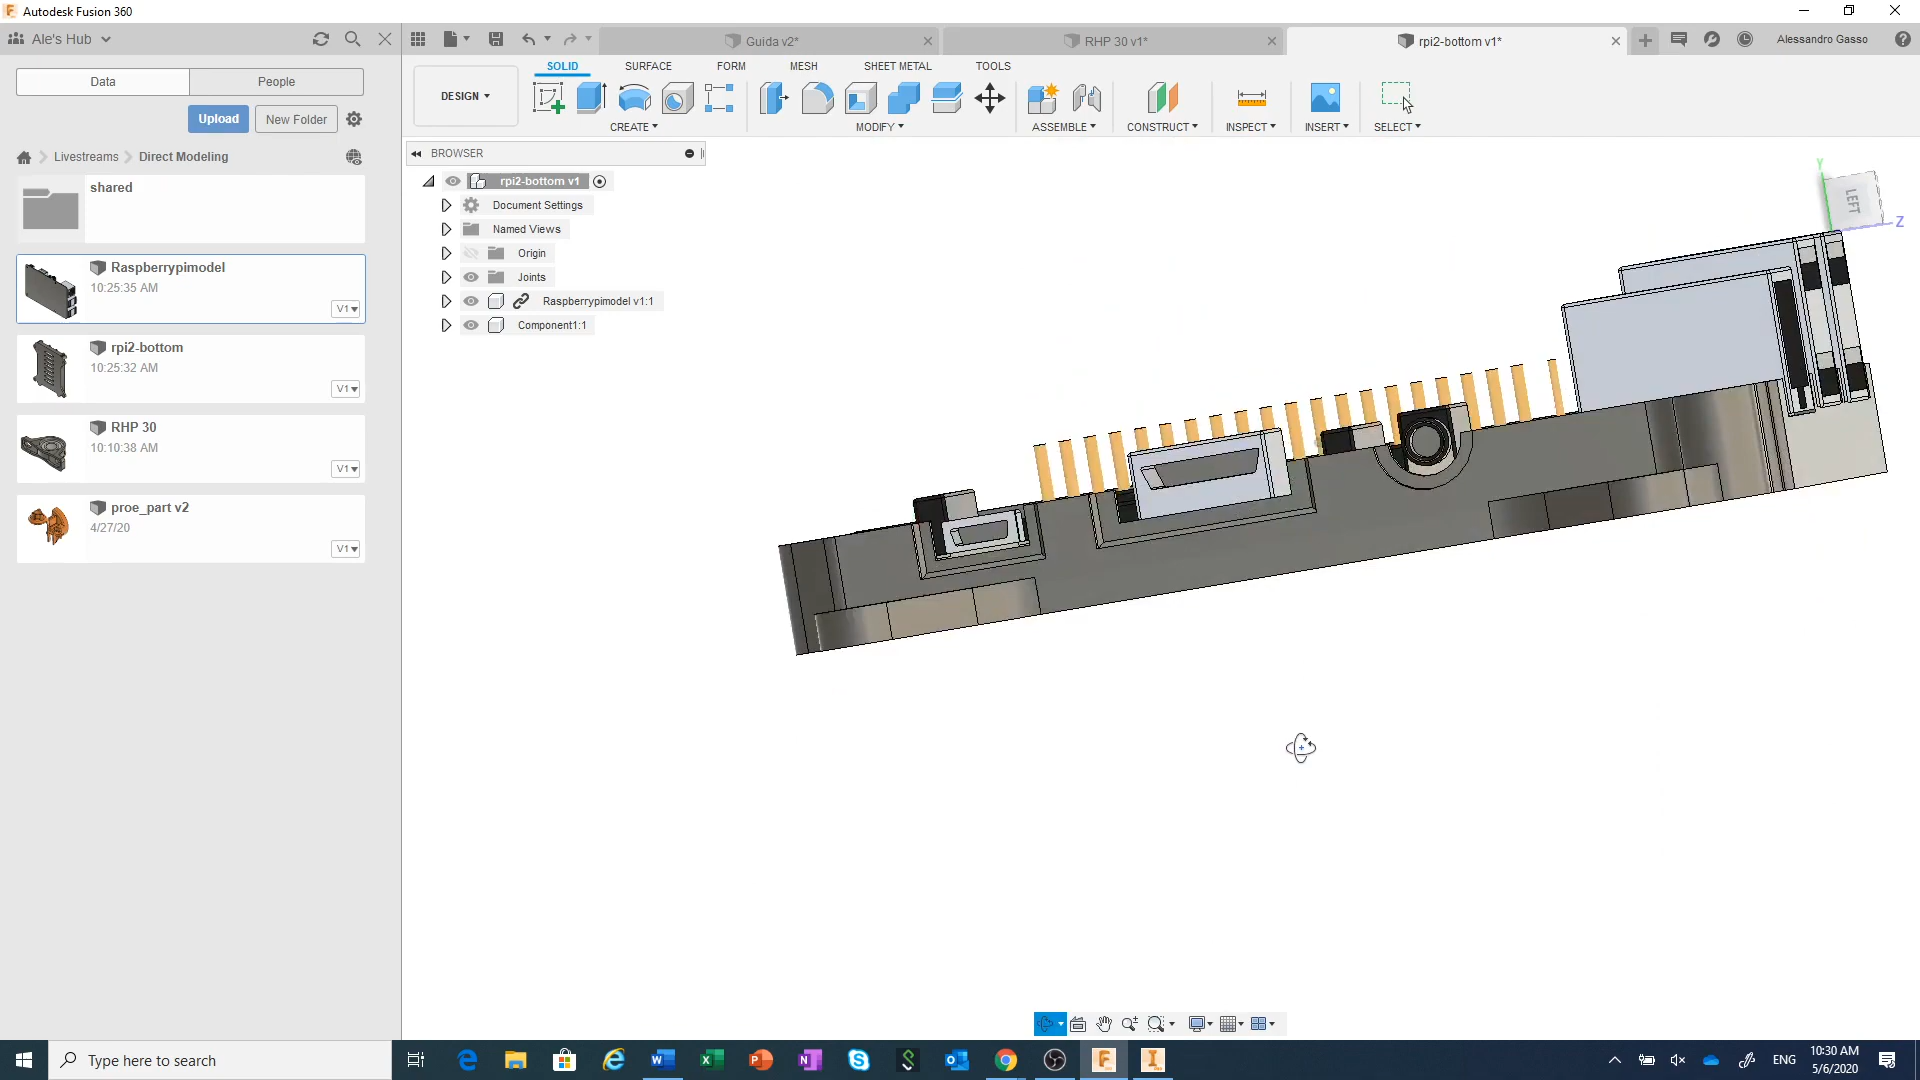 Autodesk Fusion 360
Ale's Hub
Guida v2*
RHP 30 v1*
rpi2-bottom v1*
Alessandro Gasso
Data
People
Upload
New Folder
Livestreams
Direct Modeling
shared
Raspberrypimodel
10:25:35 AM
V1
rpi2-bottom
10:25:32 AM
V1
RHP 30
10:10:38 AM
V1
proe_part v2
4/27/20
V1
DESIGN
SOLID
SURFACE
FORM
MESH
SHEET METAL
TOOLS
CREATE
MODIFY
ASSEMBLE
CONSTRUCT
INSPECT
INSERT
SELECT
BROWSER
rpi2-bottom v1
Document Settings
Named Views
Origin
Joints
Raspberrypimodel v1:1
Component1:1
Y
LEFT
Z
Type here to search
ENG
10:30 AM
5/6/2020